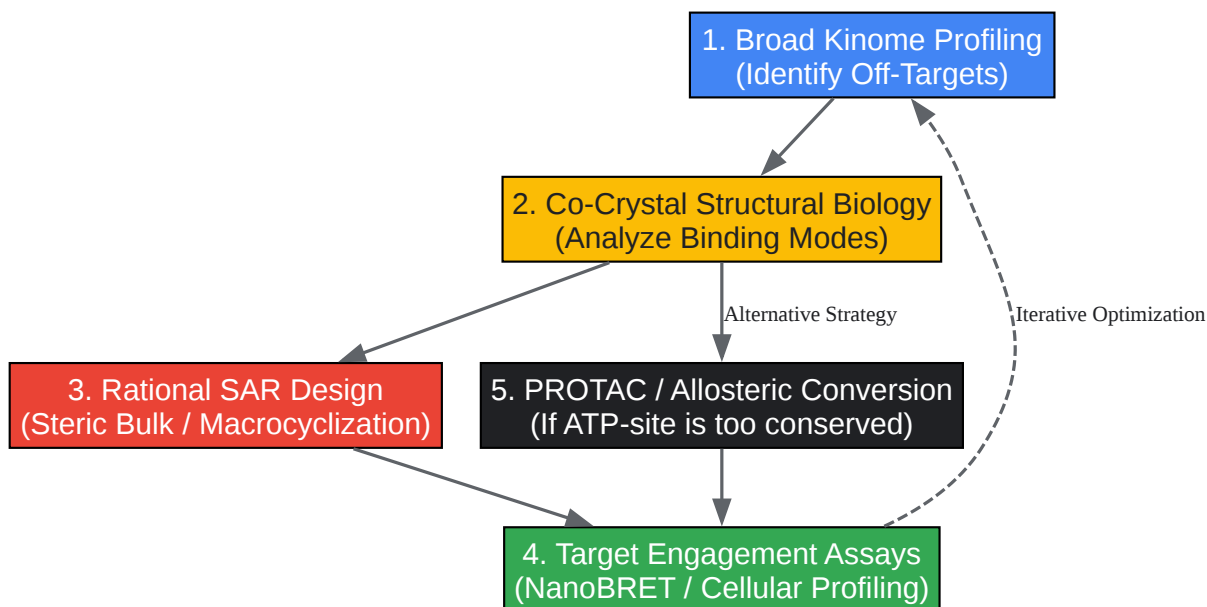 1. Broad Kinome Profiling
(Identify Off-Targets)
2. Co-Crystal Structural Biology
(Analyze Binding Modes)
Alternative Strategy
Iterative Optimization
3. Rational SAR Design
(Steric Bulk / Macrocyclization)
5. PROTAC / Allosteric Conversion
(If ATP-site is too conserved)
4. Target Engagement Assays
(NanoBRET / Cellular Profiling)